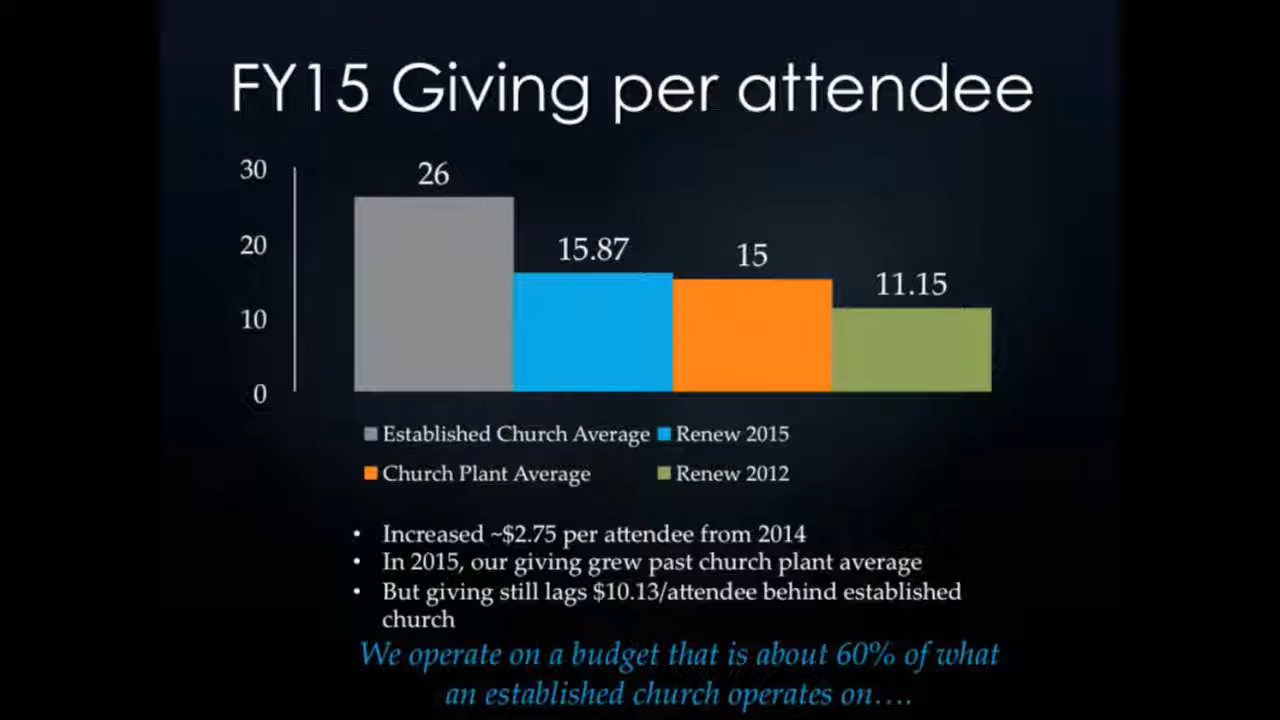 FY15 Giving per attendee
30
26
20
15.87
15
11.15
10
0
Established Church Average
Renew 2015
Church Plant Average
Renew 2012
• Increased ~$2.75 per attendee from 2014
• In 2015, our giving grew past church plant average
• But giving still lags $10.13/attendee behind established
church
We operate on a budget that is about 60% of what
an established church operates on....